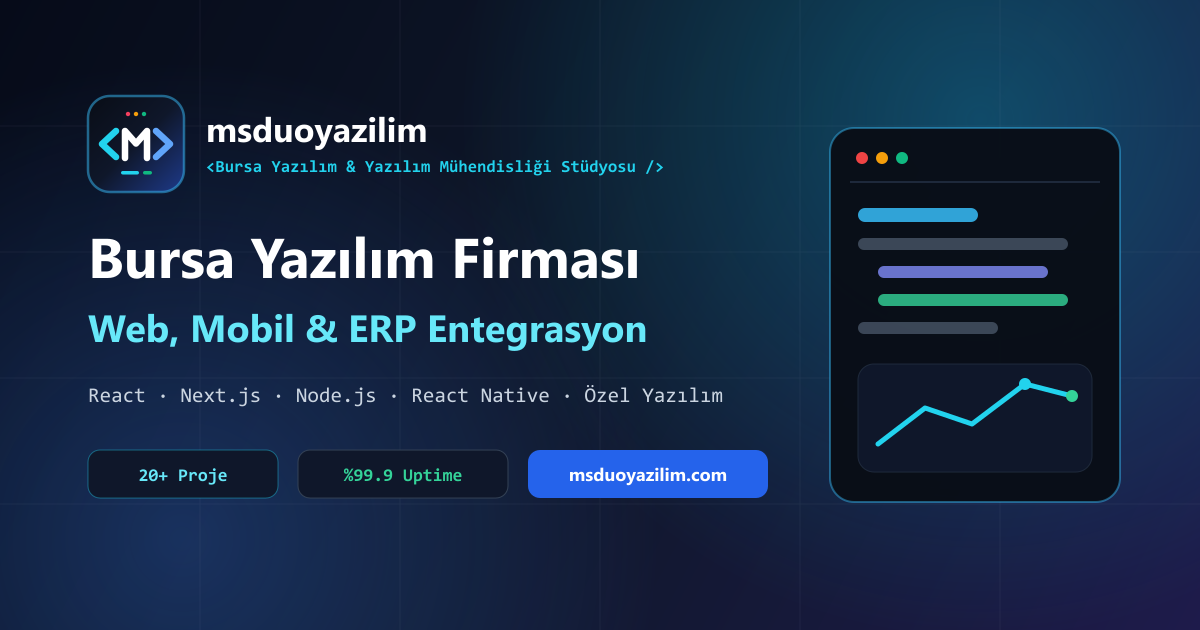 <M>
msduoyazilim
<Bursa Yazılım & Yazılım Mühendisliği Stüdyosu />
Bursa Yazılım Firması
Web, Mobil & ERP Entegrasyon
React · Next.js · Node.js · React Native · Özel Yazılım
20+ Proje
%99.9 Uptime
msduoyazilim.com